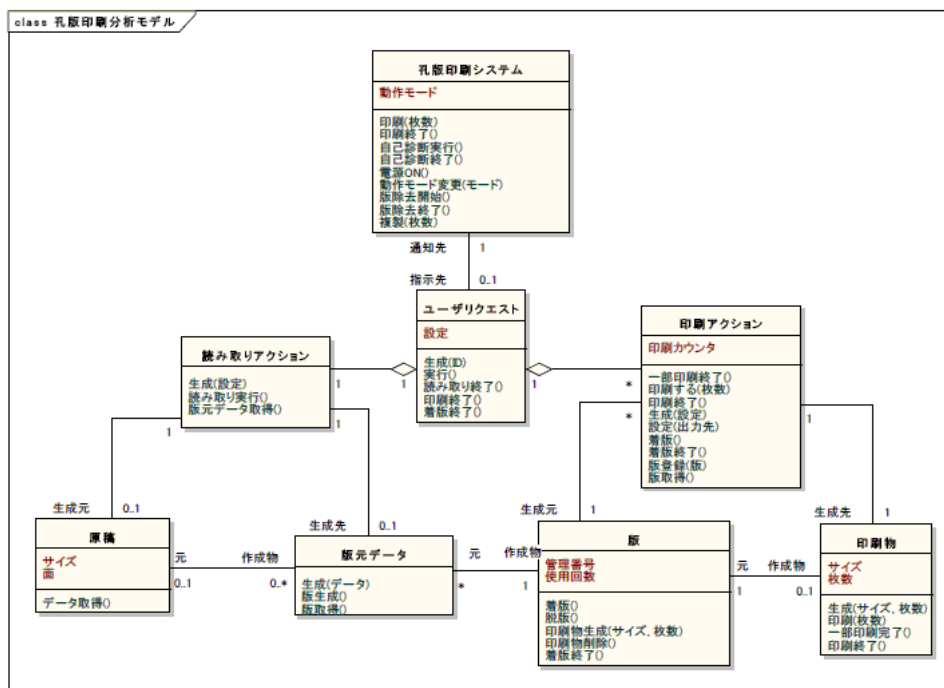 class 孔版印刷分析モデル
孔版印刷システム
動作モード
印刷(枚数)
印刷終了()
自己診断実行()
自己診断終了()
電源ON()
動作モード変更(モード)
版除去開始()
版除去終了()
複製(枚数)
通知先 1
指示先 0..1
ユーザリクエスト
設定
生成(ID)
実行()
読み取り終了()
印刷終了()
着版終了()
読み取りアクション
生成(設定)
読み取り実行()
版元データ取得()
1 1
1 *
印刷アクション
印刷カウンタ
一部印刷終了()
印刷する(枚数)
印刷終了()
生成(設定)
設定(出力先)
着版()
着版終了()
版登録(版)
版取得()
1
生成元 0..1
1
生成先 0..1
*
生成元 1
1
生成先 1
原稿
サイズ
面
データ取得()
元 作成物
0..1 0..*
版元データ
生成(データ)
版生成()
版取得()
元 作成物
* 1
版
管理番号
使用回数
着版()
脱版()
印刷物生成(サイズ、枚数)
印刷物削除()
着版終了()
元 作成物
1 0..1
印刷物
サイズ
枚数
生成(サイズ、枚数)
印刷(枚数)
一部印刷完了()
印刷終了()